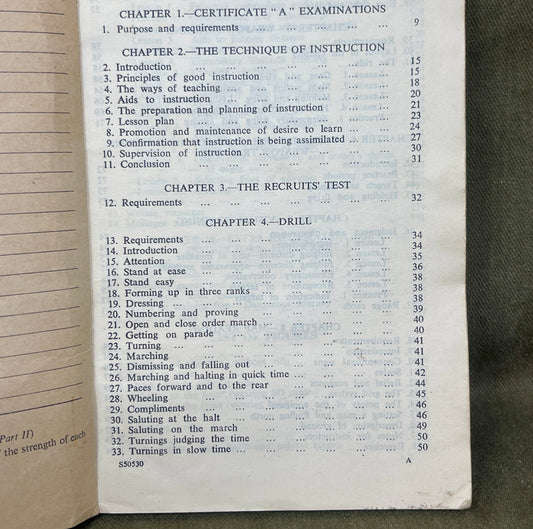 CHAPTER 1.—CERTIFICATE "A" EXAMINATIONS
1. Purpose and requirements ... ... ... ... ... 9
CHAPTER 2.—THE TECHNIQUE OF INSTRUCTION
2. Introduction ... ... ... ... ... ... 15
3. Principles of good instruction ... ... ... ... 15
4. The ways of teaching ... ... ... ... ... 18
5. Aids to instruction ... ... ... ... ... 20
6. The preparation and planning of instruction ... ... 21
7. Lesson plan ... ... ... ... ... ... 23
8. Promotion and maintenance of desire to learn ... ... 24
9. Confirmation that instruction is being assimilated ... 27
10. Supervision of instruction ... ... ... ... 30
11. Conclusion ... ... ... ... ... ... 31
CHAPTER 3.—THE RECRUITS' TEST
12. Requirements ... ... ... ... ... ... 32
CHAPTER 4.—DRILL
13. Requirements ... ... ... ... ... ... 34
14. Introduction ... ... ... ... ... ... 34
15. Attention ... ... ... ... ... ... 35
16. Stand at ease ... ... ... ... ... ... 36
17. Stand easy ... ... ... ... ... ... 38
18. Forming up in three ranks ... ... ... ... 38
19. Dressing ... ... ... ... ... ... 38
20. Numbering and proving ... ... ... ... 39
21. Open and close order march ... ... ... ... 40
22. Getting on parade ... ... ... ... ... 40
23. Turning ... ... ... ... ... ... 41
24. Marching ... ... ... ... ... ... 41
25. Dismissing and falling out ... ... ... ... 41
26. Marching and halting in quick time ... ... ... 42
27. Paces forward and to the rear ... ... ... ... 44
28. Wheeling ... ... ... ... ... ... 45
29. Compliments ... ... ... ... ... ... 46
30. Saluting at the halt ... ... ... ... ... 46
31. Saluting on the march ... ... ... ... ... 49
32. Turnings judging the time ... ... ... ... 50
33. Turnings in slow time ... ... ... ... ... 50
S50530 A
Part II)
the strength of each